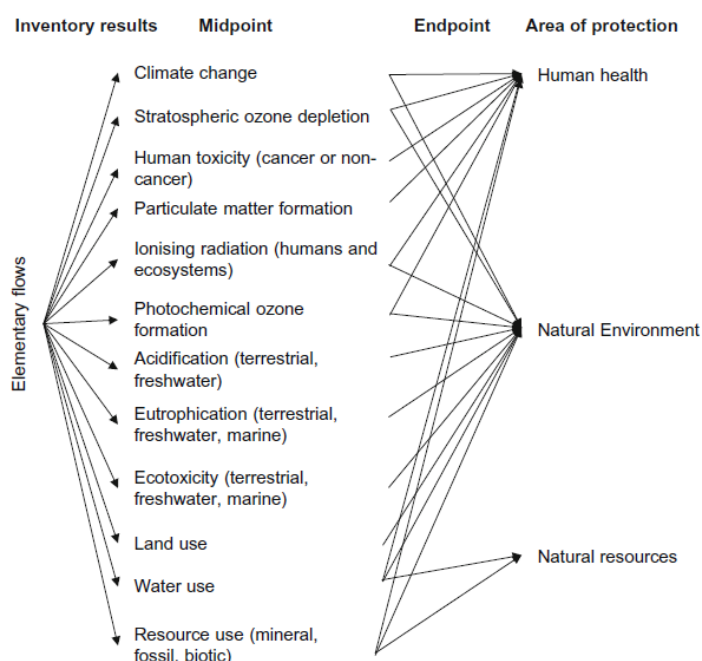 Inventory results Midpoint Endpoint Area of protection
Climate change
Human health
Stratospheric ozone depletion
Human toxicity (cancer or non-
cancer)
Particulate matter formation
Ionising radiation (humans and
ecosystems)
Elementary flows
Photochemical ozone
formation
Natural Environment
Acidification (terrestrial,
freshwater)
Eutrophication (terrestrial,
freshwater, marine)
Ecotoxicity (terrestrial,
freshwater, marine)
Land use
Natural resources
Water use
Resource use (mineral,
fossil, biotic)